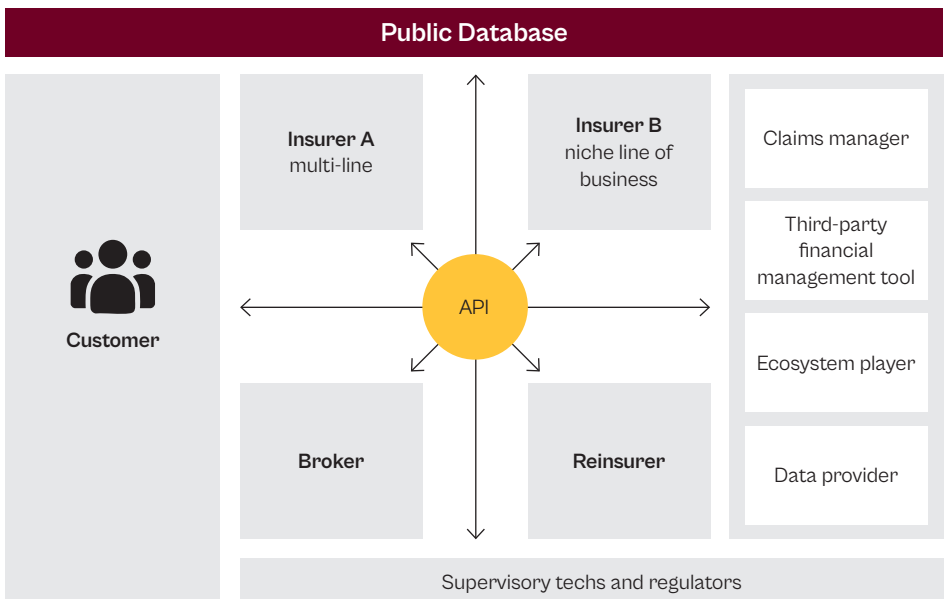 Public Database
Customer
Insurer A
multi-line
Insurer B
niche line of
business
API
Broker
Reinsurer
Claims manager
Third-party
financial
management tool
Ecosystem player
Data provider
Supervisory techs and regulators